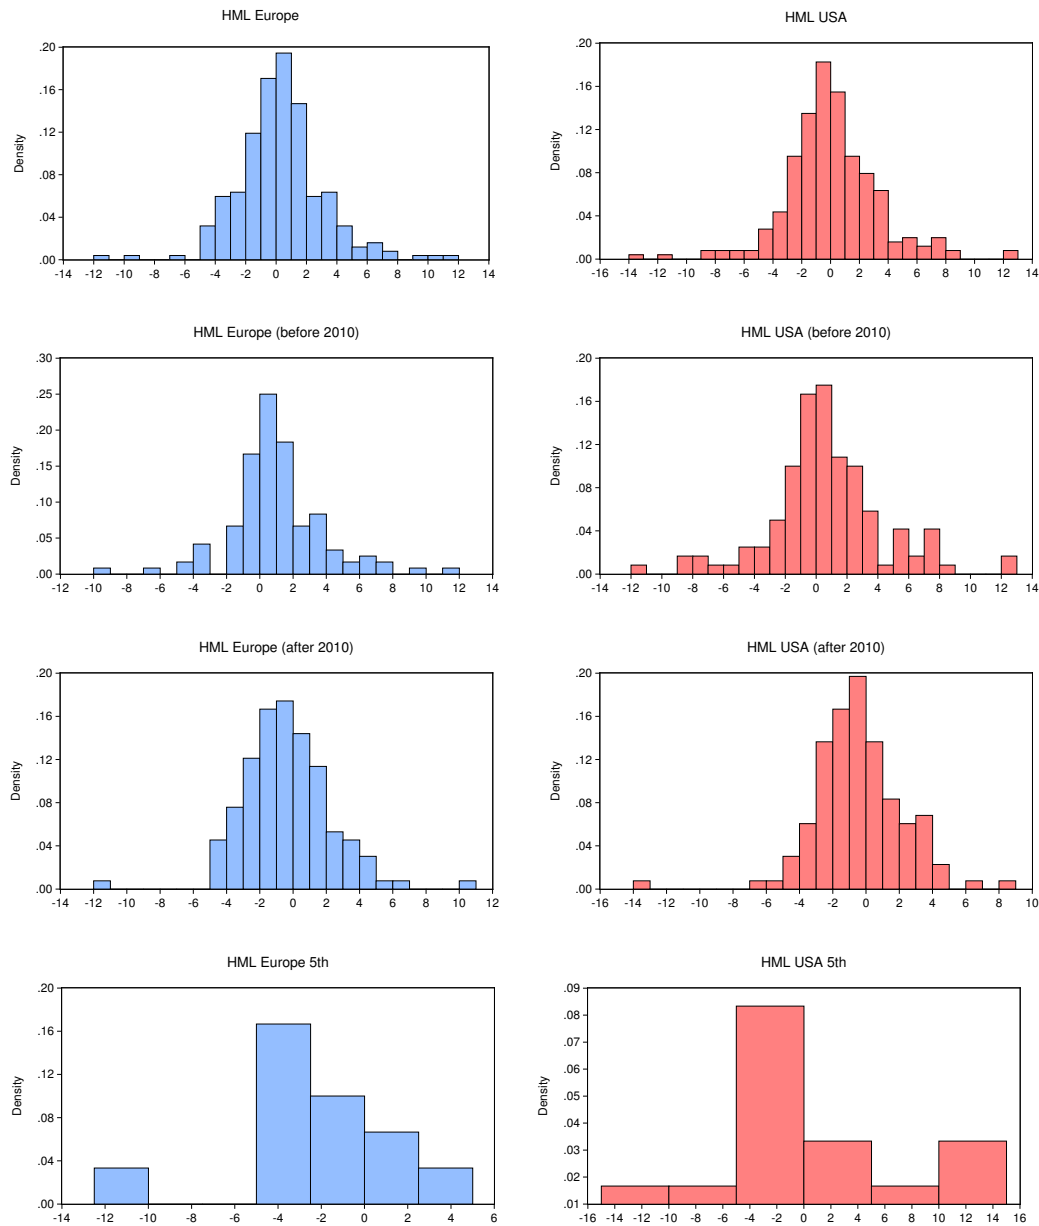 HML Europe
HML USA
Density
.20
.16
.12
.08
.04
.00
-14 -12 -10 -8 -6 -4 -2 0 2 4 6 8 10 12 14
Density
.20
.16
.12
.08
.04
.00
-16 -14 -12 -10 -8 -6 -4 -2 0 2 4 6 8 10 12 14
HML Europe (before 2010)
HML USA (before 2010)
Density
.30
.25
.20
.15
.10
.05
.00
-12 -10 -8 -6 -4 -2 0 2 4 6 8 10 12 14
Density
.20
.16
.12
.08
.04
.00
-14 -12 -10 -8 -6 -4 -2 0 2 4 6 8 10 12 14
HML Europe (after 2010)
HML USA (after 2010)
Density
.20
.16
.12
.08
.04
.00
-14 -12 -10 -8 -6 -4 -2 0 2 4 6 8 10 12
Density
.20
.16
.12
.08
.04
.00
-16 -14 -12 -10 -8 -6 -4 -2 0 2 4 6 8 10
HML Europe 5th
HML USA 5th
Density
.20
.16
.12
.08
.04
.00
-14 -12 -10 -8 -6 -4 -2 0 2 4 6
Density
.09
.08
.07
.06
.05
.04
.03
.02
.01
-16 -14 -12 -10 -8 -6 -4 -2 0 2 4 6 8 10 12 14 16